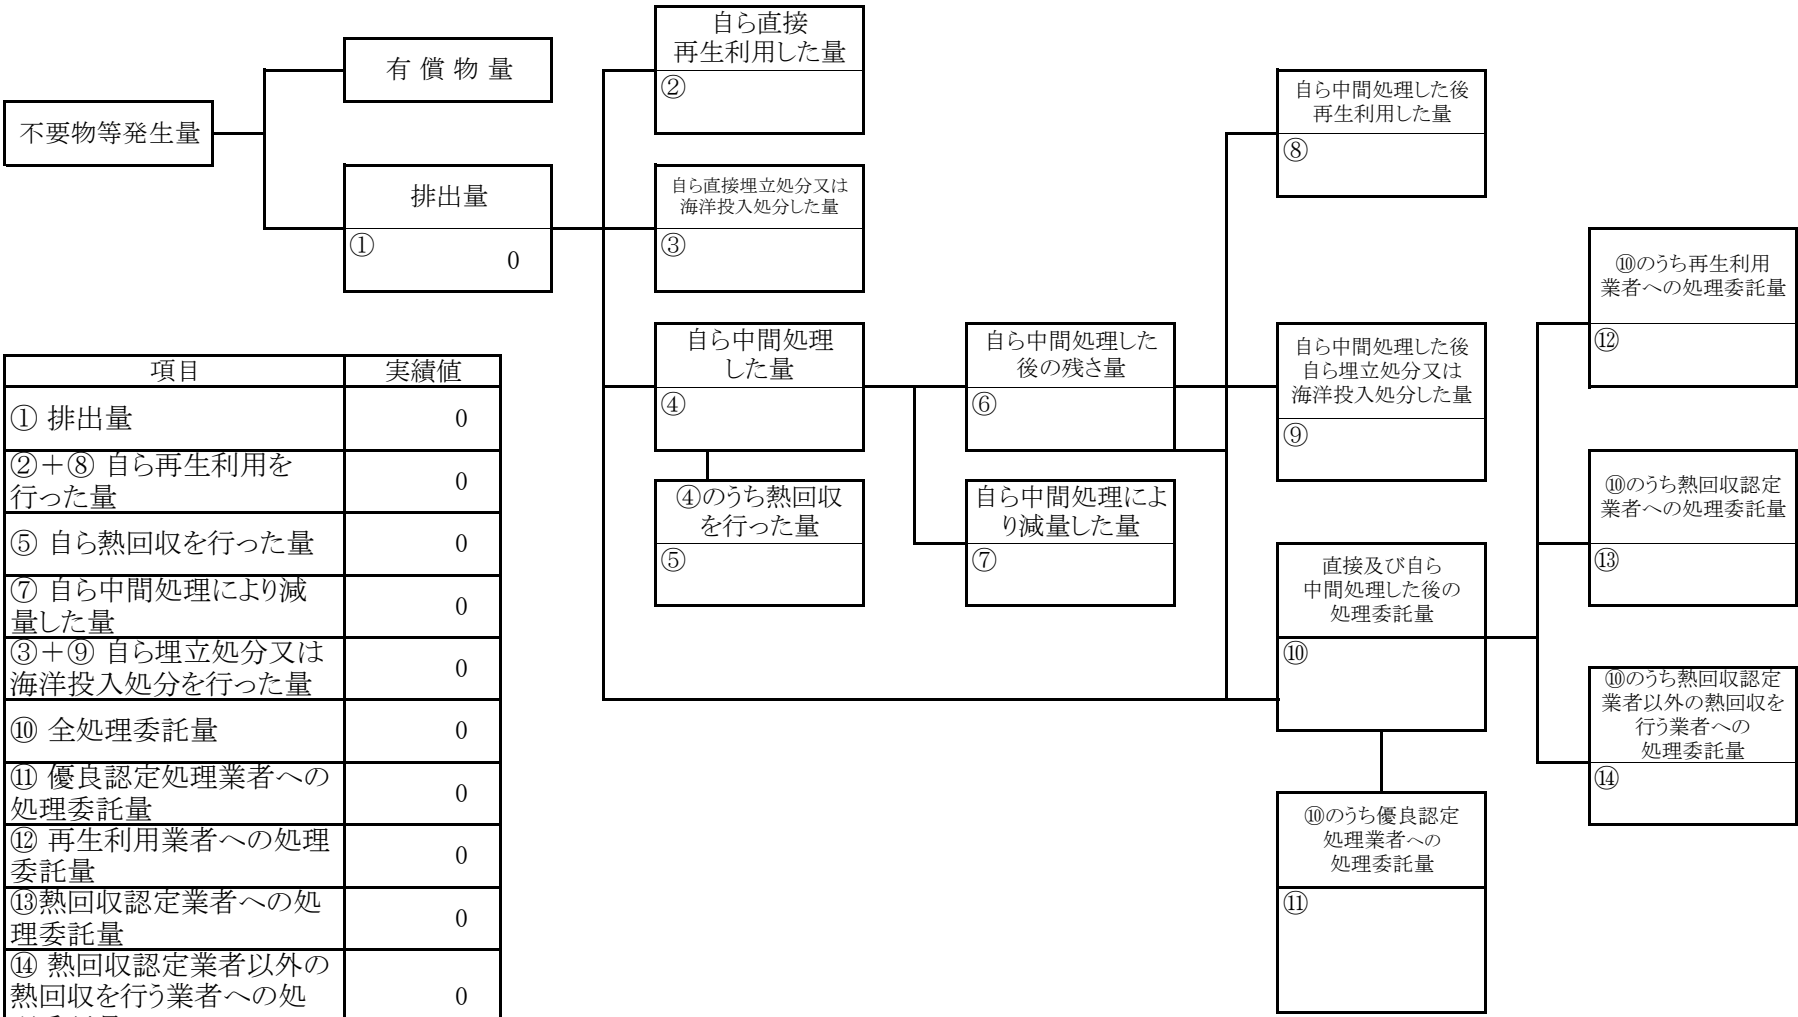 不要物等発生量
有 償 物 量
排出量
①
0
自ら直接
再生利用した量
②
自ら直接埋立処分又は
海洋投入処分した量
③
自ら中間処理
した量
④
④のうち熱回収
を行った量
⑤
自ら中間処理した
後の残さ量
⑥
自ら中間処理によ
り減量した量
⑦
自ら中間処理した後
再生利用した量
⑧
自ら中間処理した後
自ら埋立処分又は
海洋投入処分した量
⑨
直接及び自ら
中間処理した後の
処理委託量
⑩
⑩のうち優良認定
処理業者への
処理委託量
⑪
⑩のうち再生利用
業者への処理委託量
⑫
⑩のうち熱回収認定
業者への処理委託量
⑬
⑩のうち熱回収認定
業者以外の熱回収を
行う業者への
処理委託量
⑭
項目 実績値
① 排出量 0
②＋⑧ 自ら再生利用を
行った量 0
⑤ 自ら熱回収を行った量 0
⑦ 自ら中間処理により減
量した量 0
③＋⑨ 自ら埋立処分又は
海洋投入処分を行った量 0
⑩ 全処理委託量 0
⑪ 優良認定処理業者への
処理委託量 0
⑫ 再生利用業者への処理
委託量 0
⑬熱回収認定業者への処
理委託量 0
⑭ 熱回収認定業者以外の
熱回収を行う業者への処 0